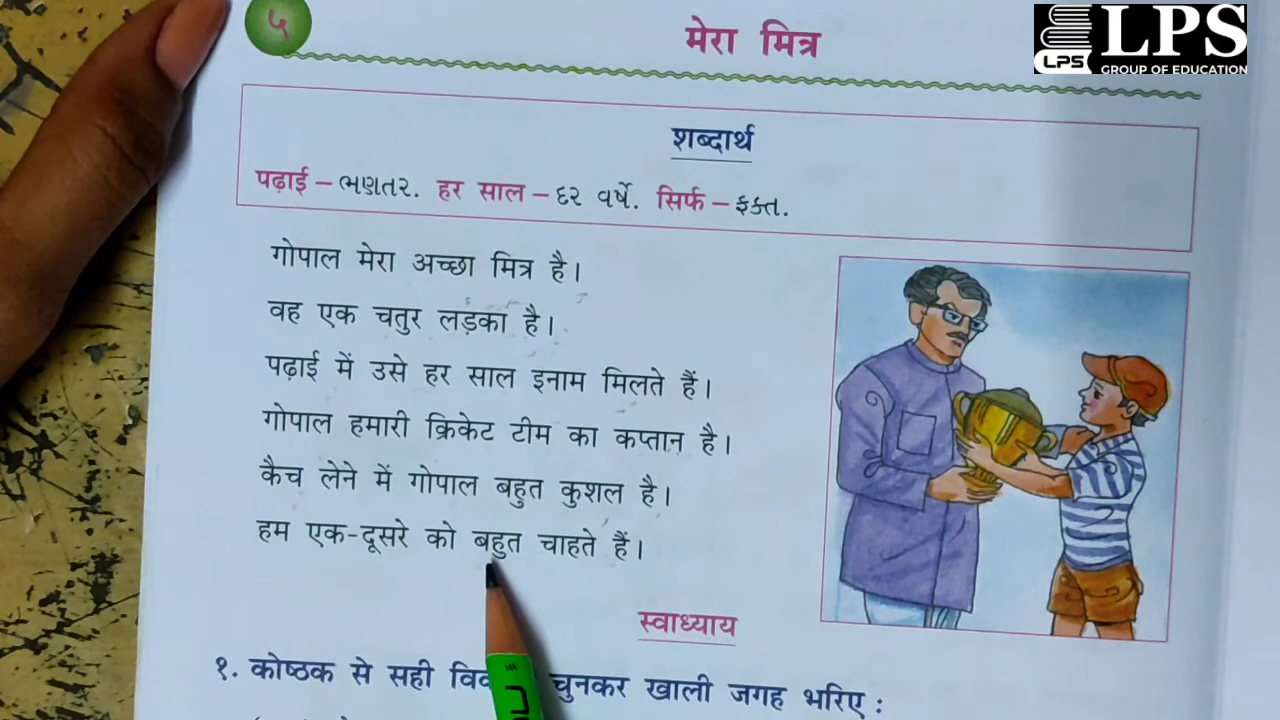 ५
मेरा मित्र
LPS
LPS
GROUP OF EDUCATION
शब्दार्थ
पढ़ाई – ભણતર. हर साल – દર વર્ષે. सिर्फ – ફક્ત.
गोपाल मेरा अच्छा मित्र है।
वह एक चतुर लड़का है।
पढ़ाई में उसे हर साल इनाम मिलते हैं।
गोपाल हमारी क्रिकेट टीम का कप्तान है।
कैच लेने में गोपाल बहुत कुशल है।
हम एक-दूसरे को बहुत चाहते हैं।
स्वाध्याय
१. कोष्ठक से सही चुनकर खाली जगह भरिए :